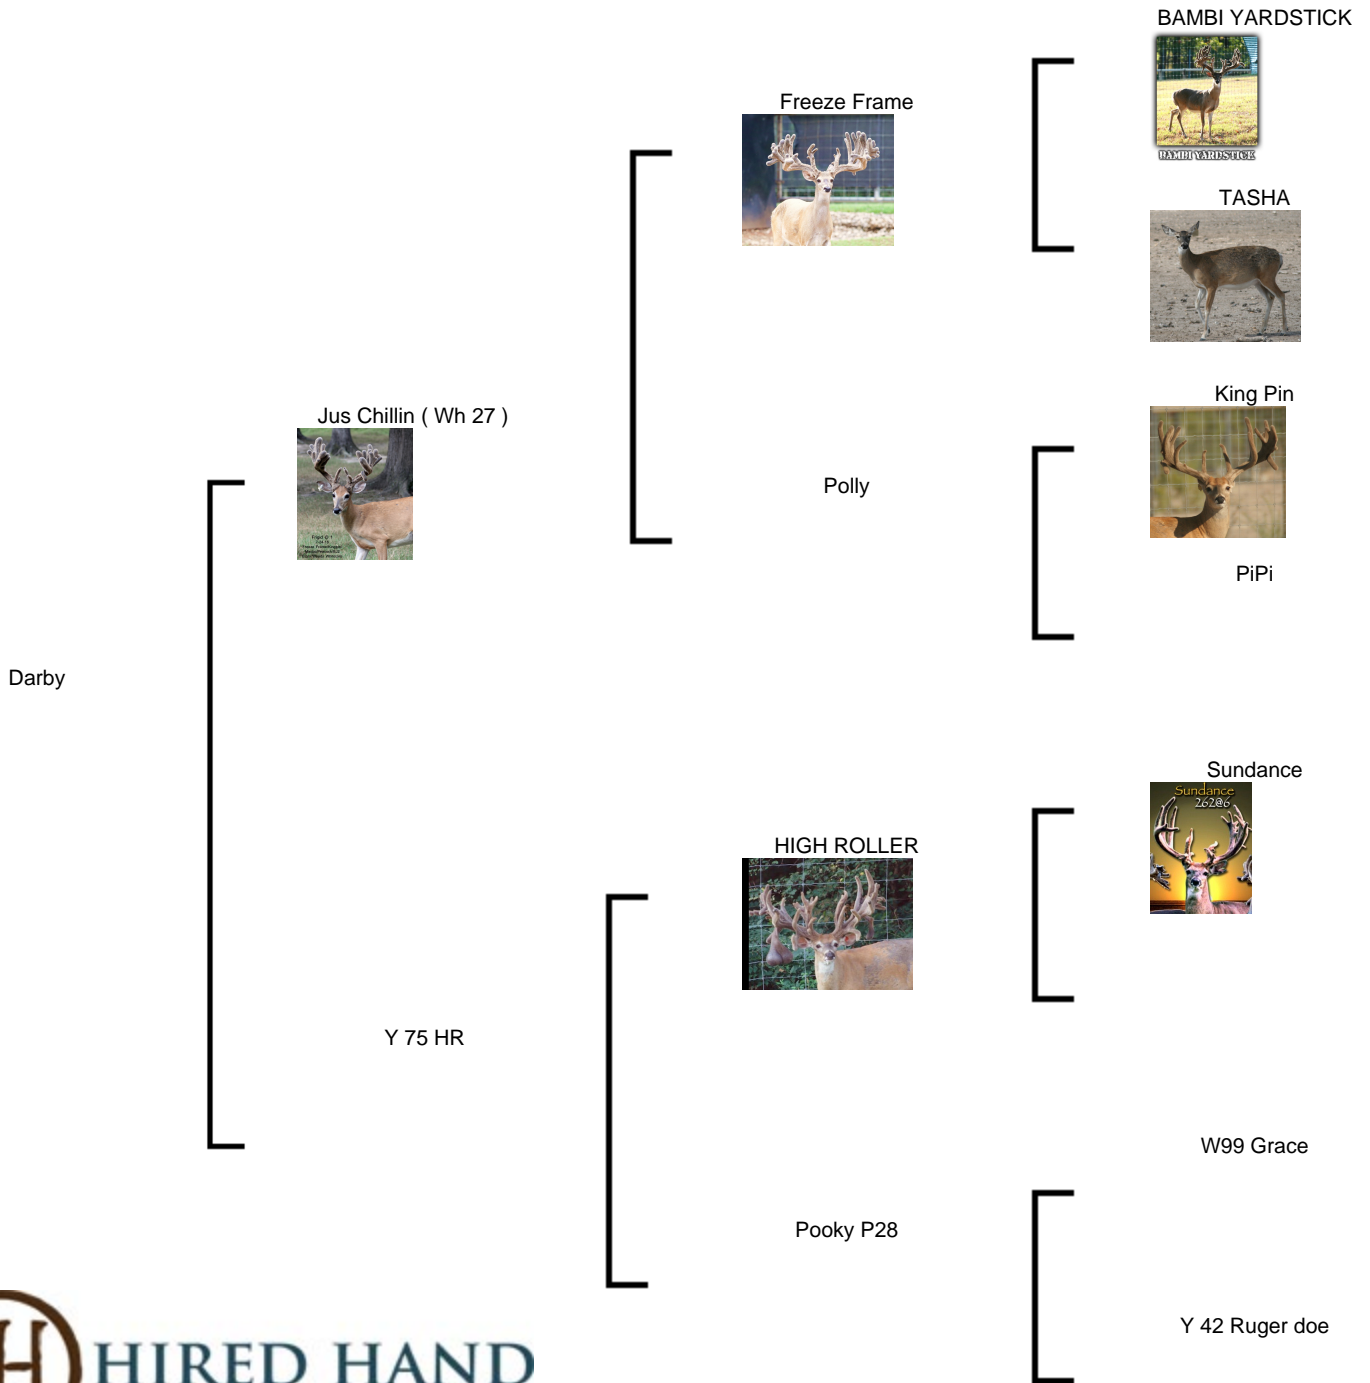 BAMBI YARDSTICK
BAMBI YARDSTICK
Freeze Frame
TASHA
King Pin
Jus Chillin ( Wh 27 )
Polly
PiPi
Darby
Sundance
Sundance
262@6
HIGH ROLLER
Y 75 HR
W99 Grace
Pooky P28
Y 42 Ruger doe
H HIRED HAND